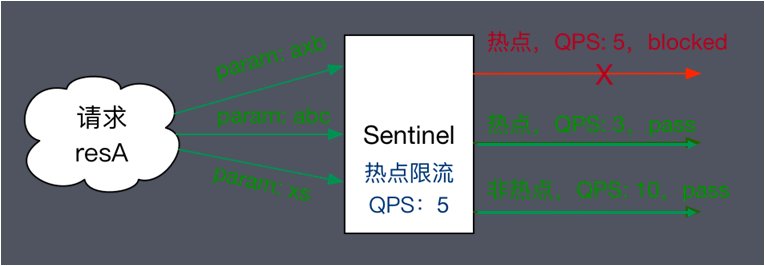 请求
resA
param: axb
param: abc
param: xs
Sentinel
热点限流
QPS：5
热点，QPS: 5，blocked
X
热点，QPS: 3，pass
非热点，QPS: 10，pass